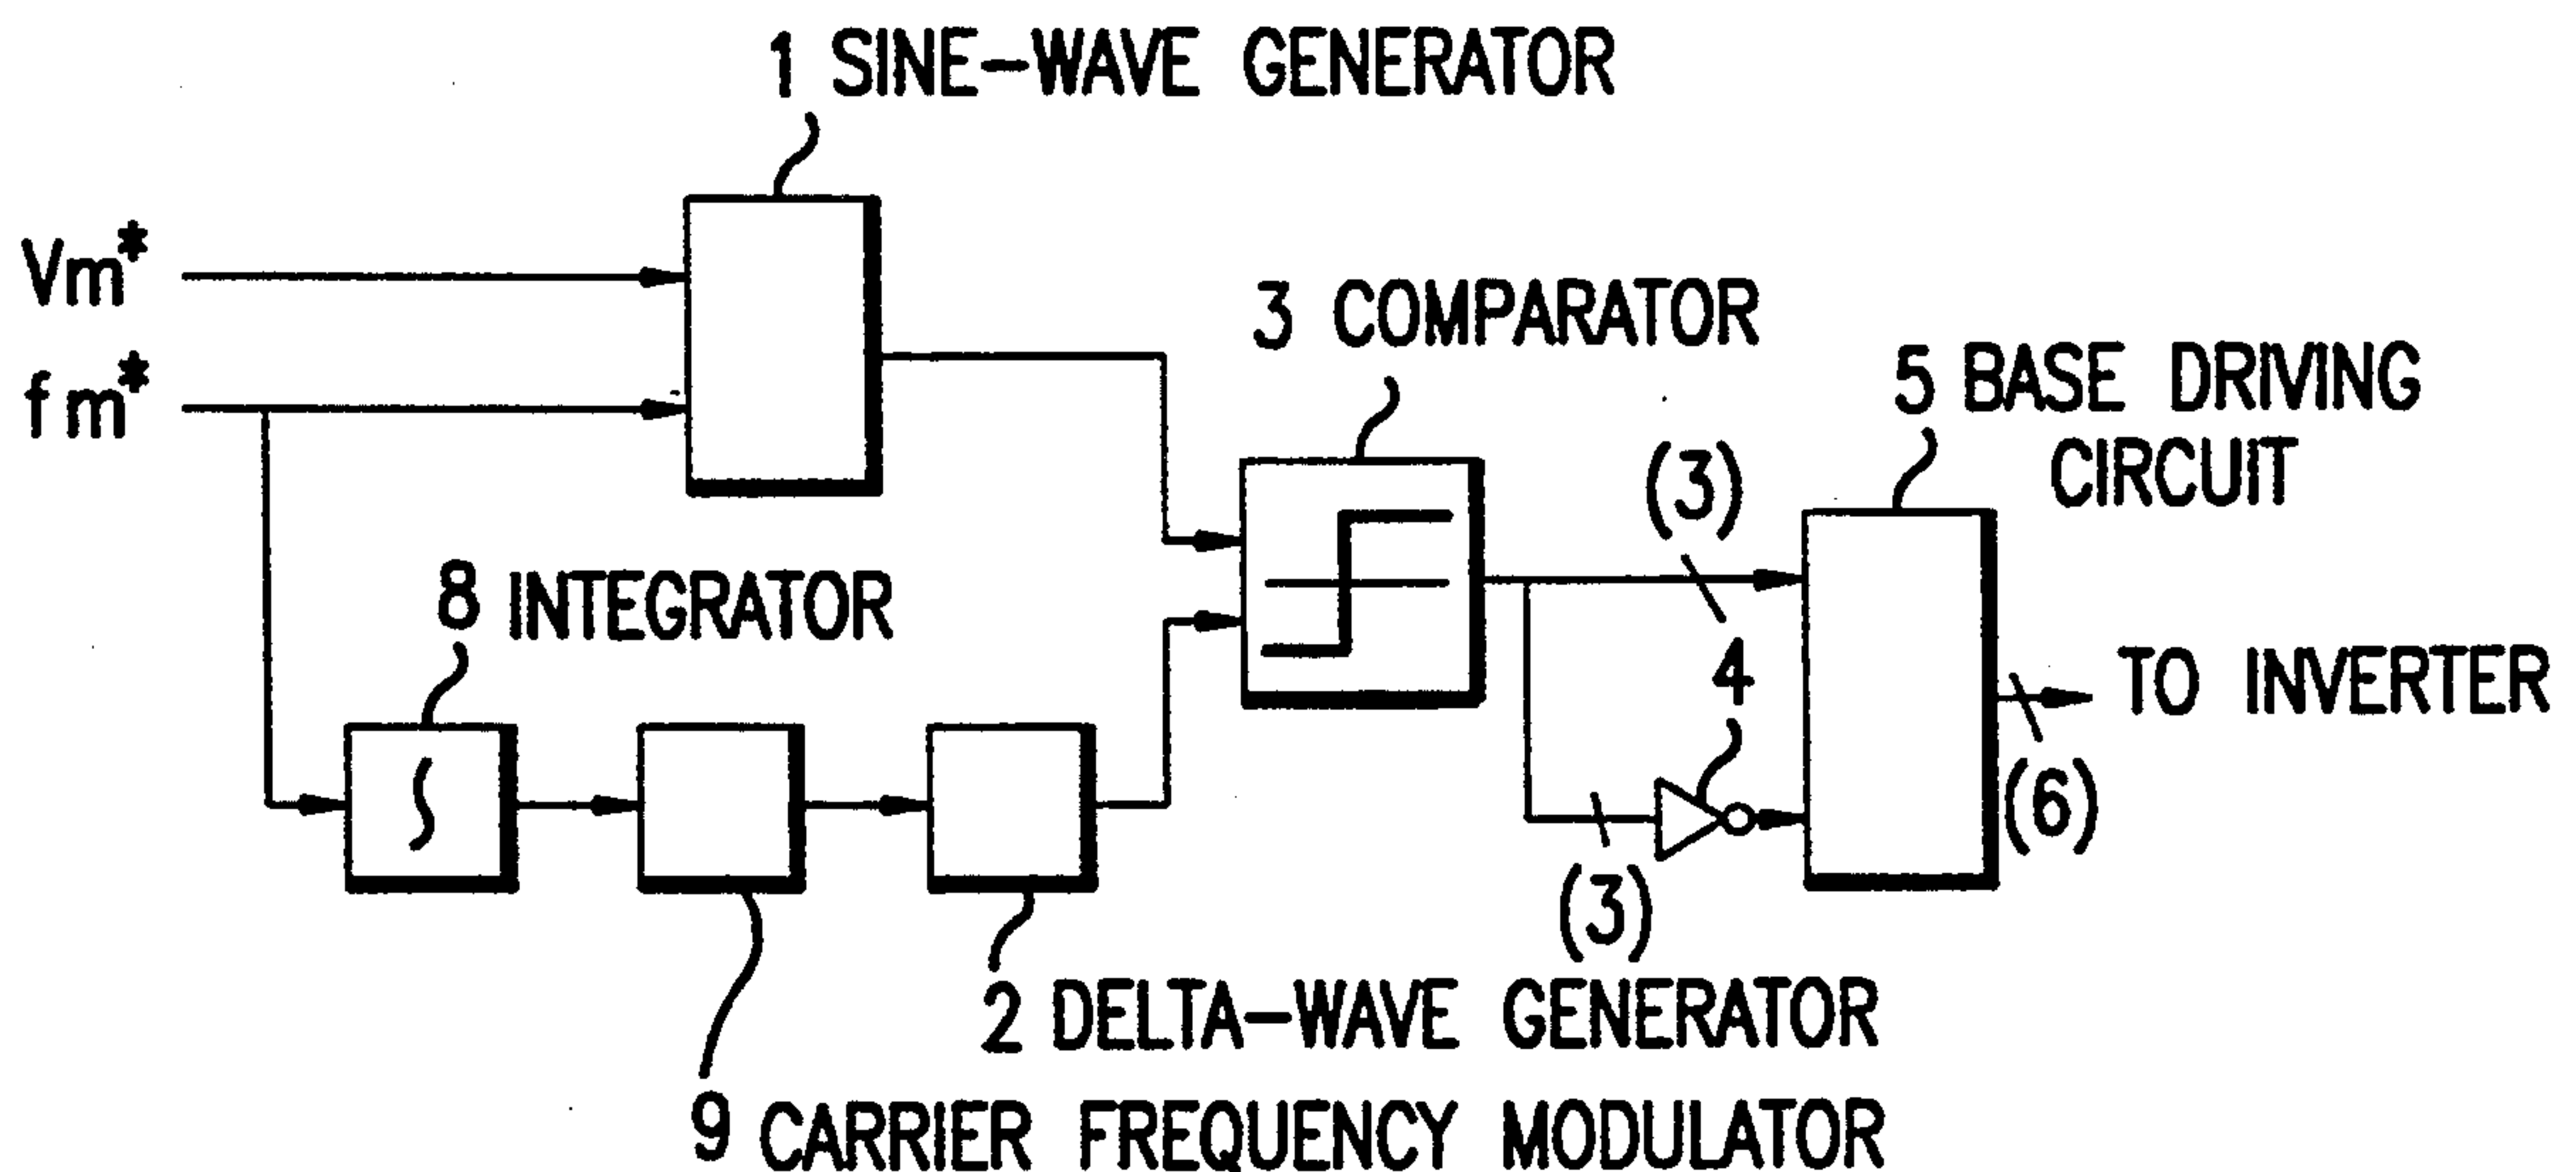 1 SINE-WAVE GENERATOR
Vm*
fm*
3 COMPARATOR
5 BASE DRIVING
CIRCUIT
(3)
8 INTEGRATOR
4
TO INVERTER
(6)
(3)
2 DELTA-WAVE GENERATOR
9 CARRIER FREQUENCY MODULATOR